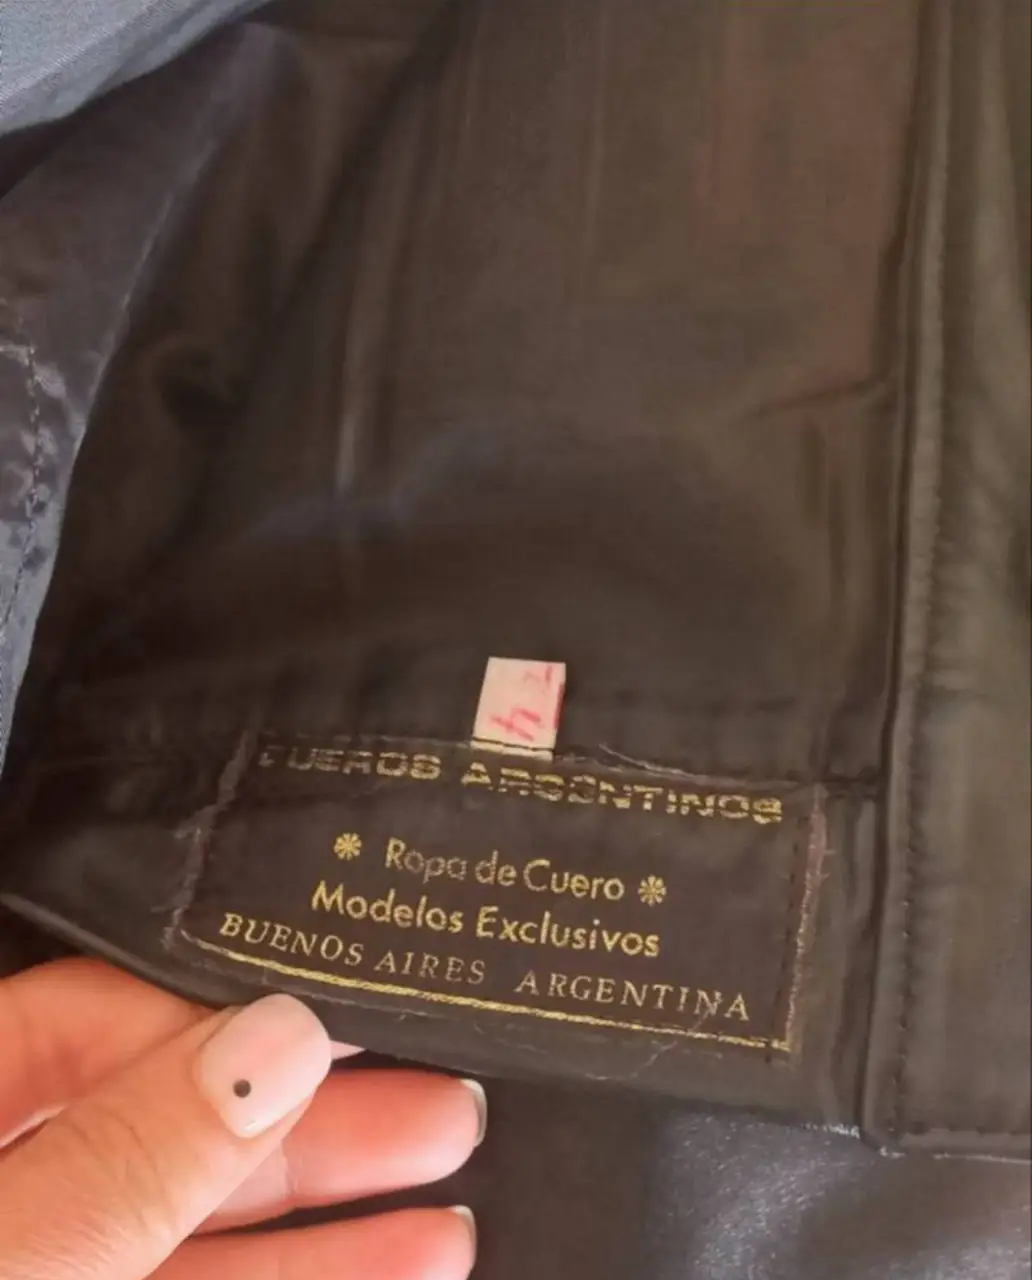 CUEROS ARGENTINOS
Ropa de Cuero
Modelos Exclusivos
BUENOS AIRES ARGENTINA